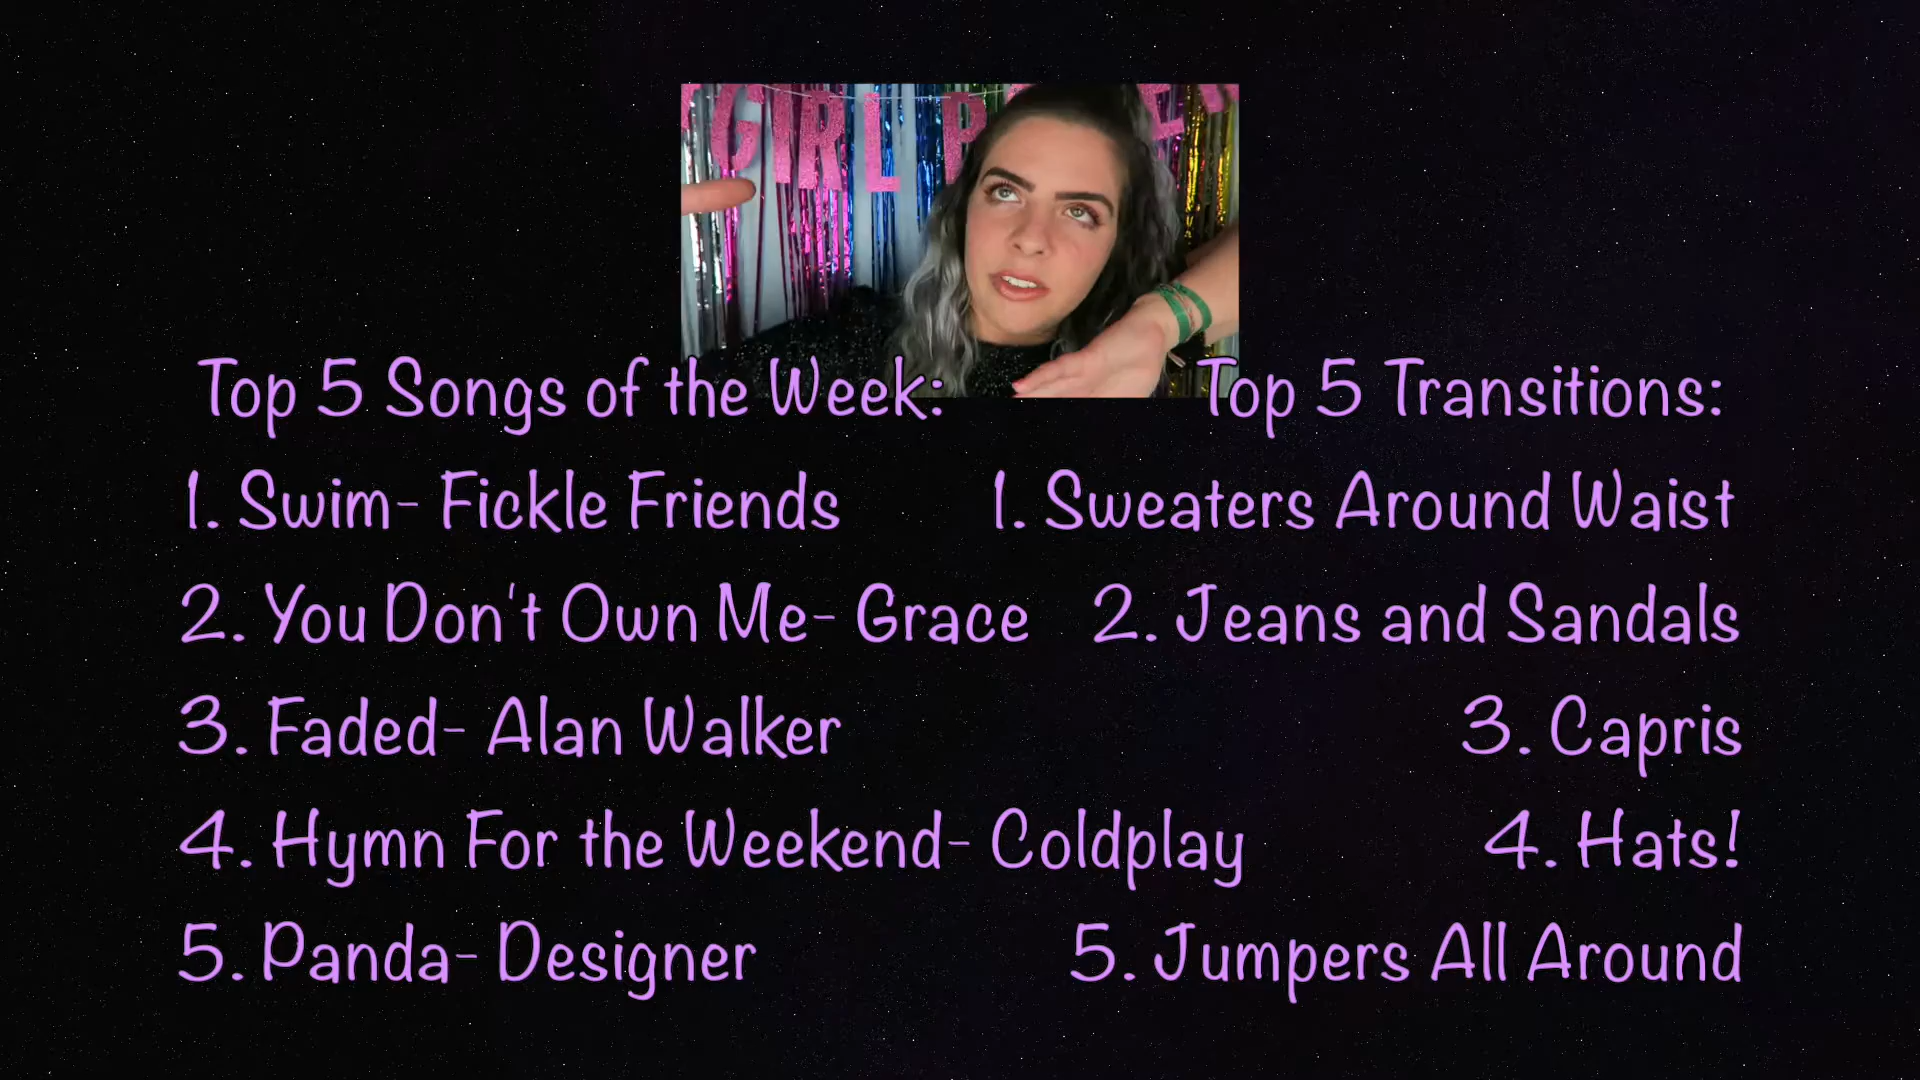 GIRL P
Top 5 Songs of the Week:
1. Swim- Fickle Friends
2. You Don't Own Me- Grace
3. Faded- Alan Walker
4. Hymn For the Weekend- Coldplay
5. Panda- Designer
Top 5 Transitions:
1. Sweaters Around Waist
2. Jeans and Sandals
3. Capris
4. Hats!
5. Jumpers All Around